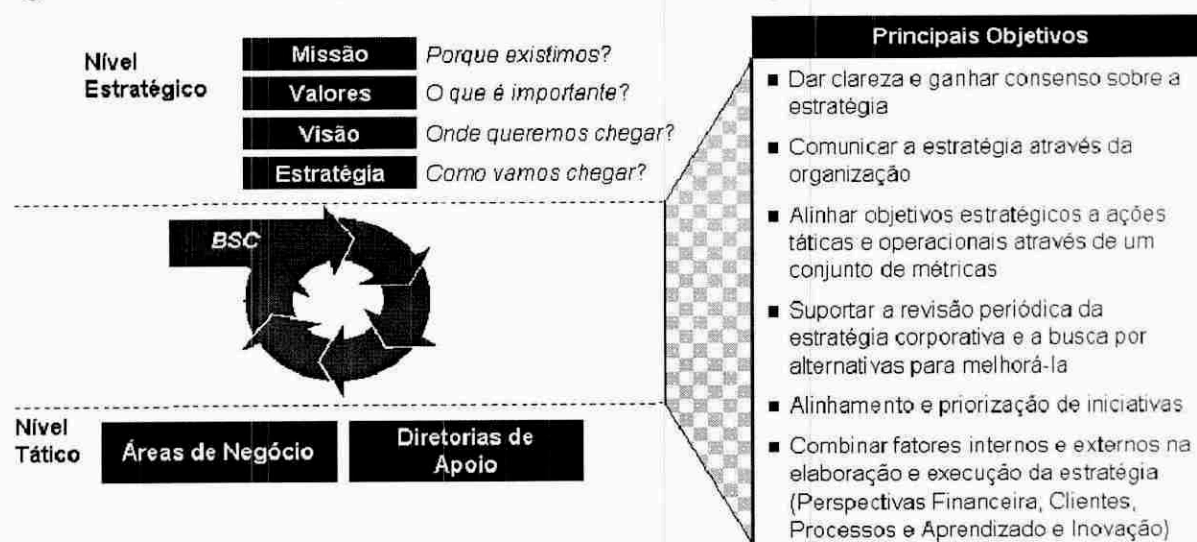 Nível
Estratégico
Missão
Porque existimos?
Valores
O que é importante?
Visão
Onde queremos chegar?
Estratégia
Como vamos chegar?
BSC
Nível
Tático
Áreas de Negócio
Diretorias de
Apoio
Principais Objetivos
■ Dar clareza e ganhar consenso sobre a
estratégia
■ Comunicar a estratégia através da
organização
■ Alinhar objetivos estratégicos a ações
táticas e operacionais através de um
conjunto de métricas
■ Suportar a revisão periódica da
estratégia corporativa e a busca por
alternativas para melhorá-la
■ Alinhamento e priorização de iniciativas
■ Combinar fatores internos e externos na
elaboração e execução da estratégia
(Perspectivas Financeira, Clientes,
Processos e Aprendizado e Inovação)